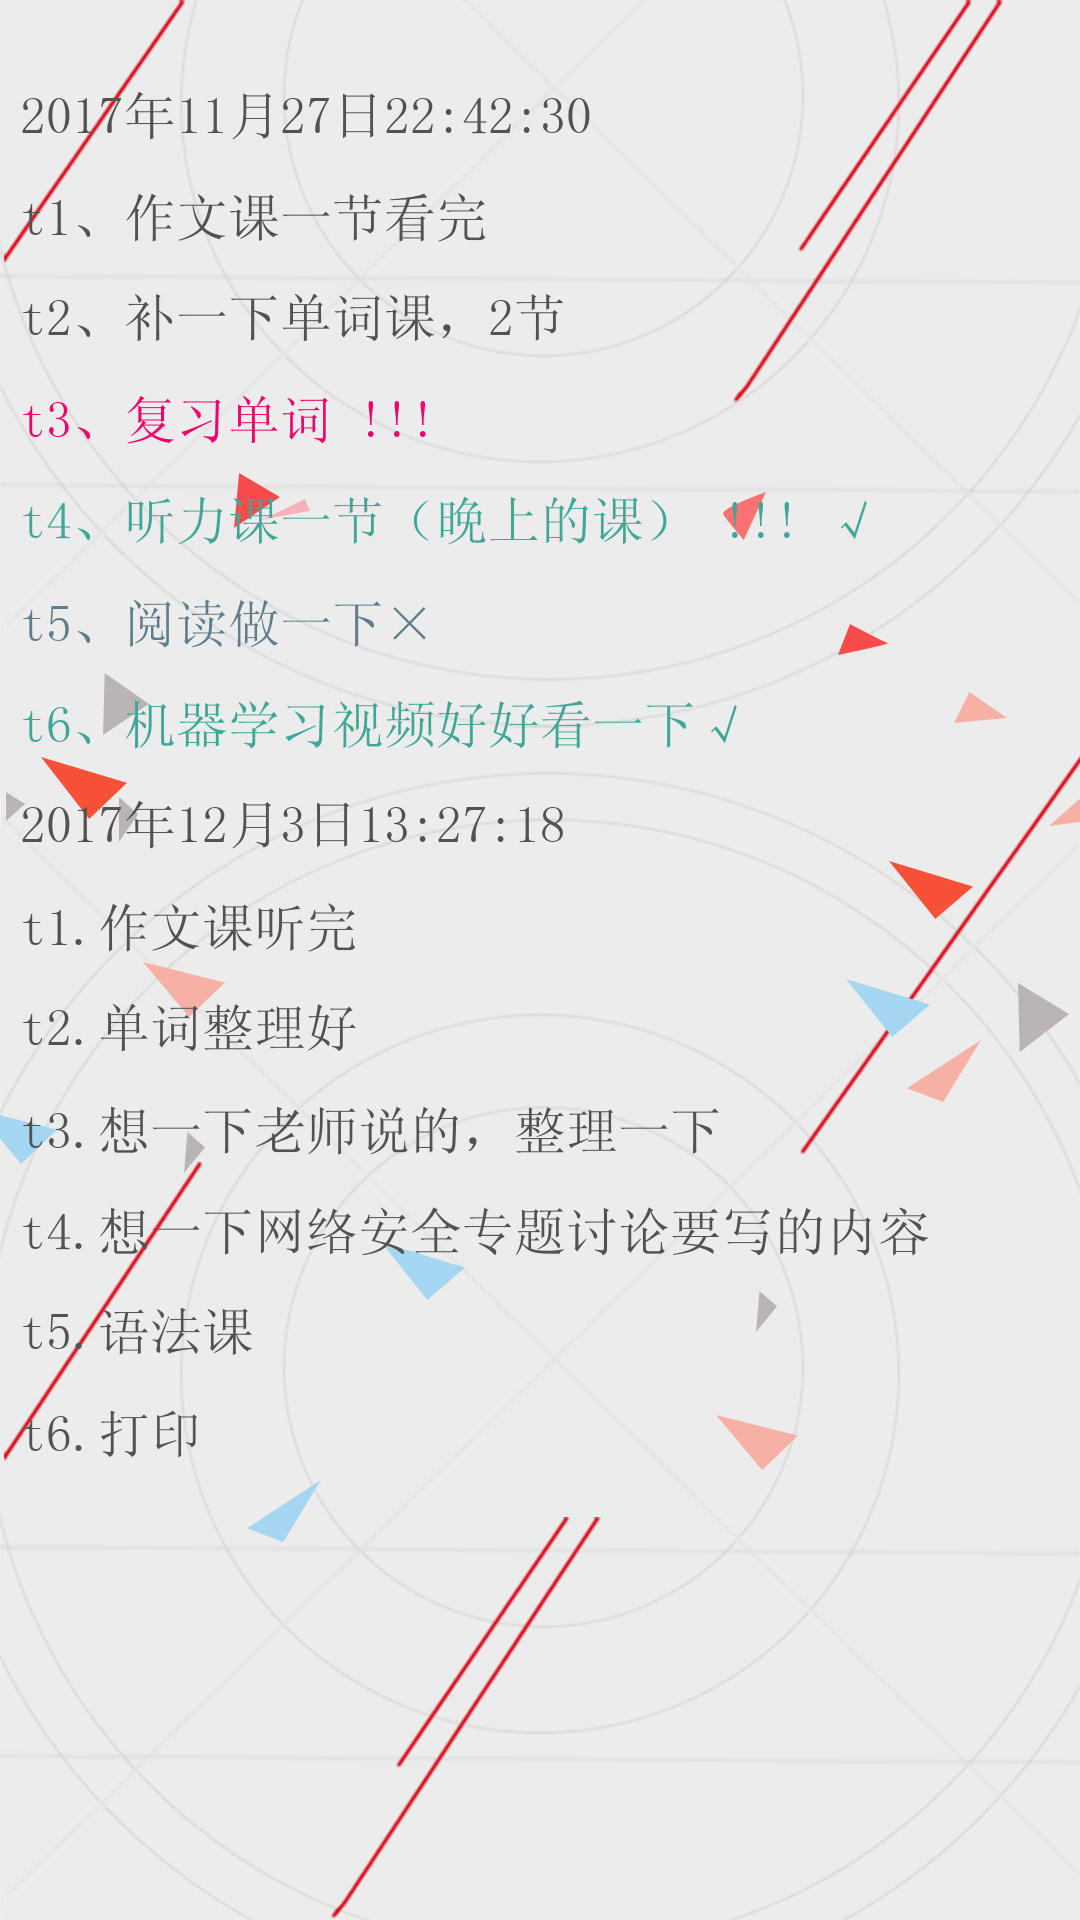 2017年11月27日22:42:30
t1、作文课一节看完
t2、补一下单词课，2节
t3、复习单词 !!!
t4、听力课一节（晚上的课） !!! √
t5、阅读做一下×
t6、机器学习视频好好看一下√
2017年12月3日13:27:18
t1.作文课听完
t2.单词整理好
t3.想一下老师说的，整理一下
t4.想一下网络安全专题讨论要写的内容
t5.语法课
t6.打印